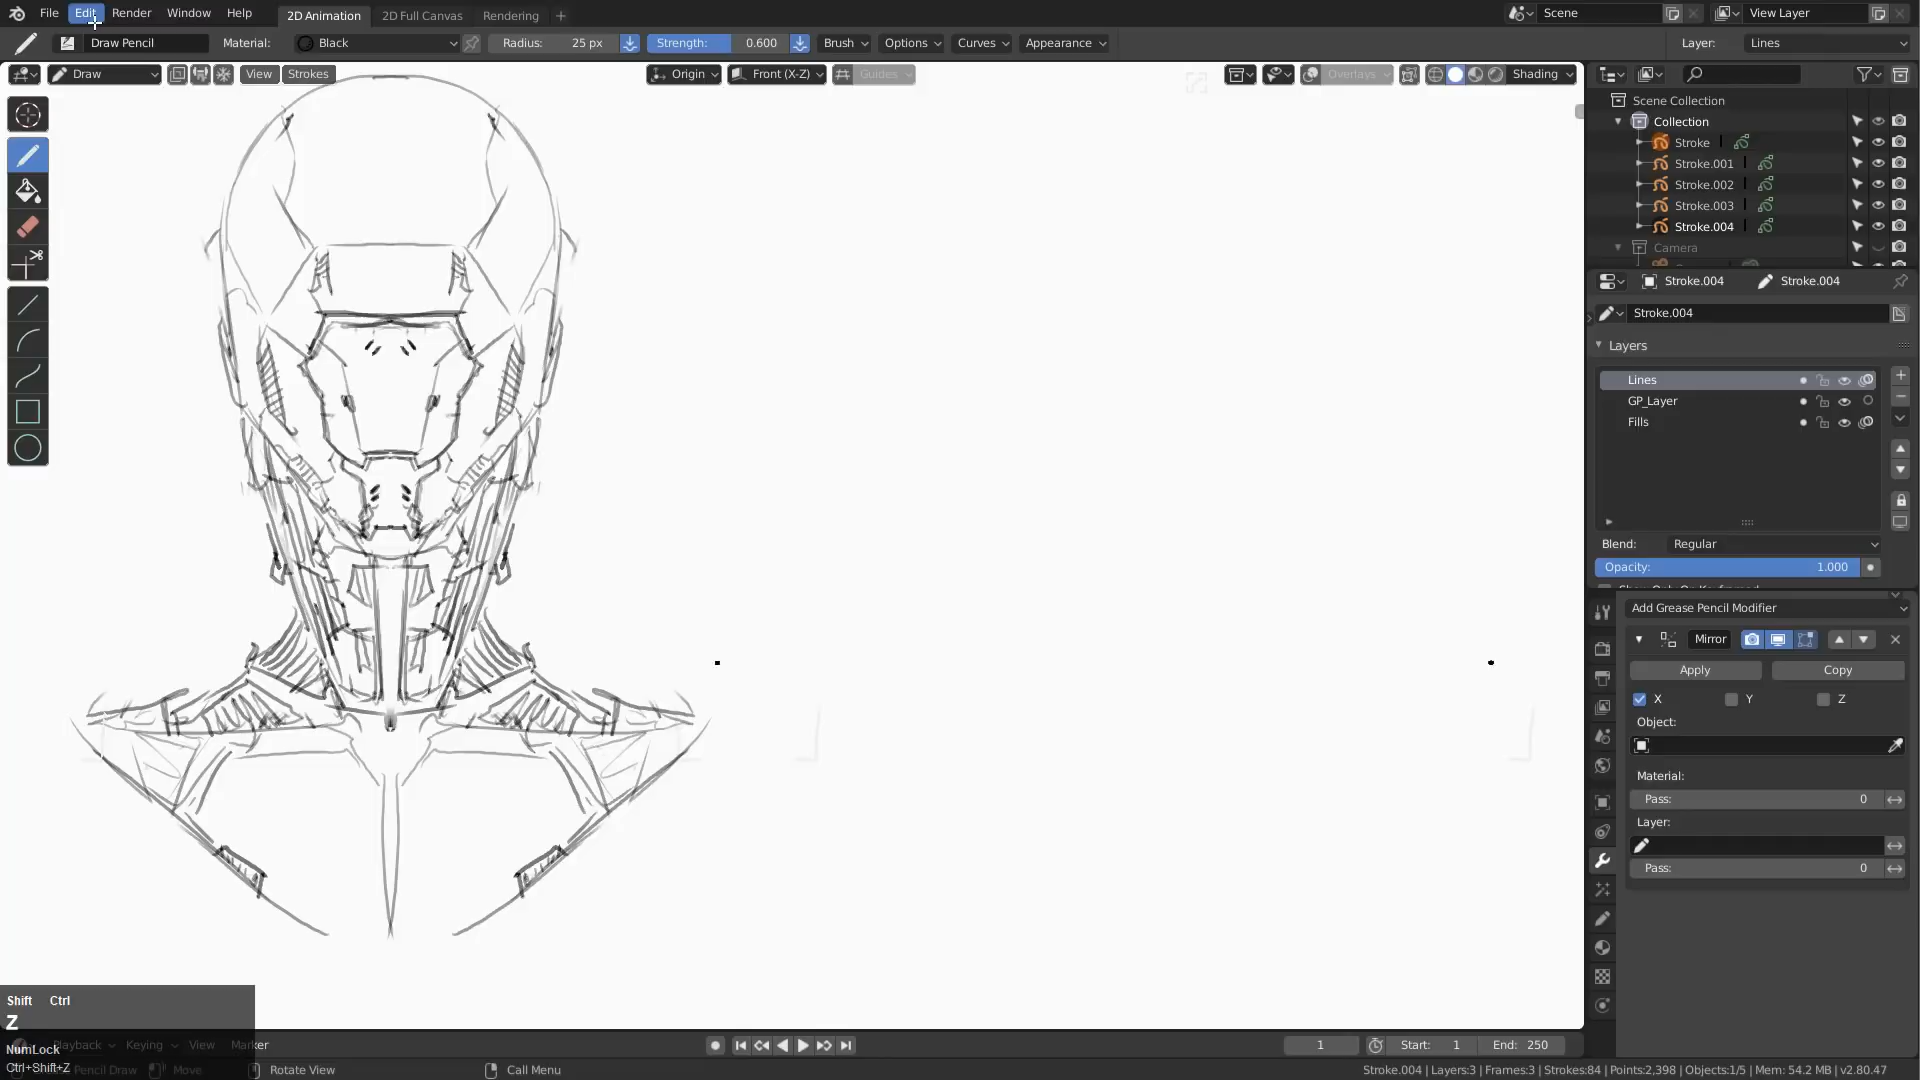 File Edit Render Window Help 2D Animation 2D Full Canvas Rendering Scene View Layer
Draw Pencil Material: Black Radius: 25 px Strength: 0.600 Brush Options Curves Appearance Layer: Lines
Draw View Strokes Origin Front (X-Z) Guides Overlays Shading
Scene Collection
Collection
Stroke
Stroke.001
Stroke.002
Stroke.003
Stroke.004
Camera
Stroke.004 Stroke.004
Stroke.004
Layers
Lines
GP_Layer
Fills
Blend: Regular
Opacity: 1.000
Add Grease Pencil Modifier
Mirror
Apply Copy
X Y Z
Object:
Material:
Pass: 0
Layer:
Pass: 0
Shift Ctrl
Z
NumLock
Ctrl+Shift+Z
Playback Keying View Marker 1 Start: 1 End: 250
Pencil Draw Move Rotate View Call Menu Stroke.004 | Layers:3 | Frames:3 | Strokes:84 | Points:2,398 | Objects:1/5 | Mem: 54.2 MB | v2.80.47